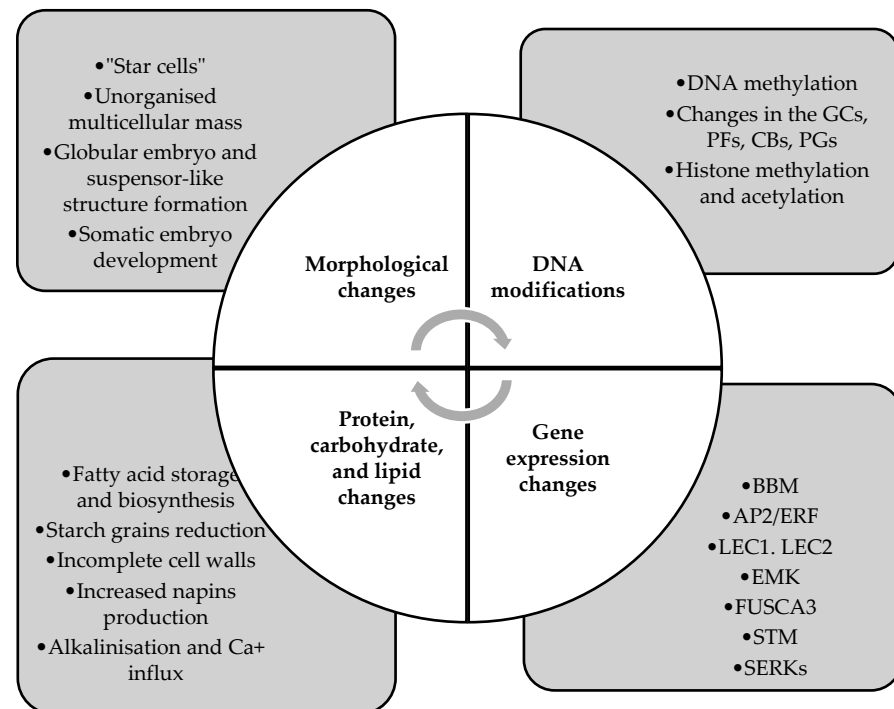 •"Star cells"
•Unorganised
multicellular mass
•Globular embryo and
suspensor-like
structure formation
•Somatic embryo
development
•DNA methylation
•Changes in the GCs,
PFs, CBs, PGs
•Histone methylation
and acetylation
Morphological
changes
DNA
modifications
Protein,
carbohydrate,
and lipid
changes
Gene
expression
changes
•Fatty acid storage
and biosynthesis
•Starch grains reduction
•Incomplete cell walls
•Increased napins
production
•Alkalinisation and Ca+
influx
•BBM
•AP2/ERF
•LEC1. LEC2
•EMK
•FUSCA3
•STM
•SERKs